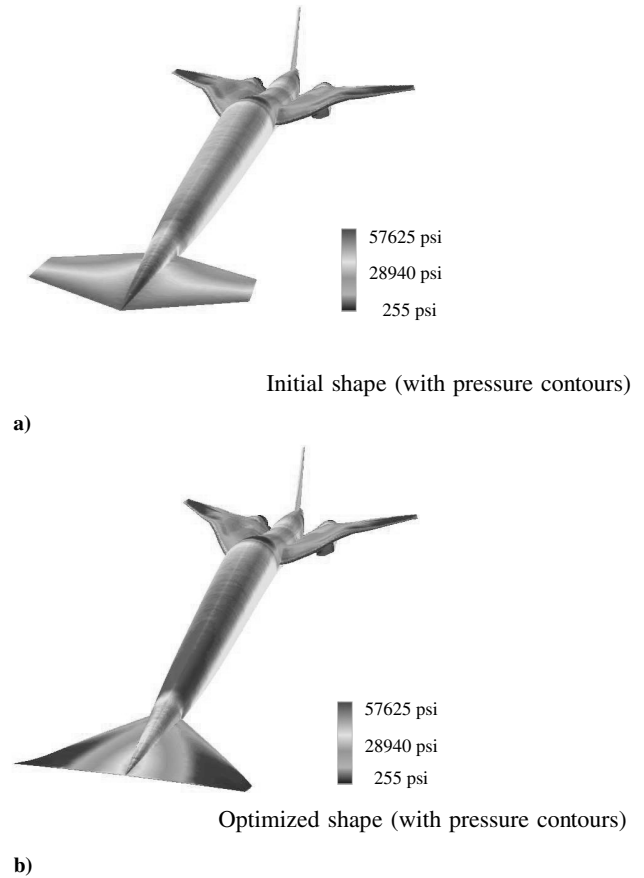 57625 psi
28940 psi
255 psi
Initial shape (with pressure contours)
a)
57625 psi
28940 psi
255 psi
Optimized shape (with pressure contours)
b)